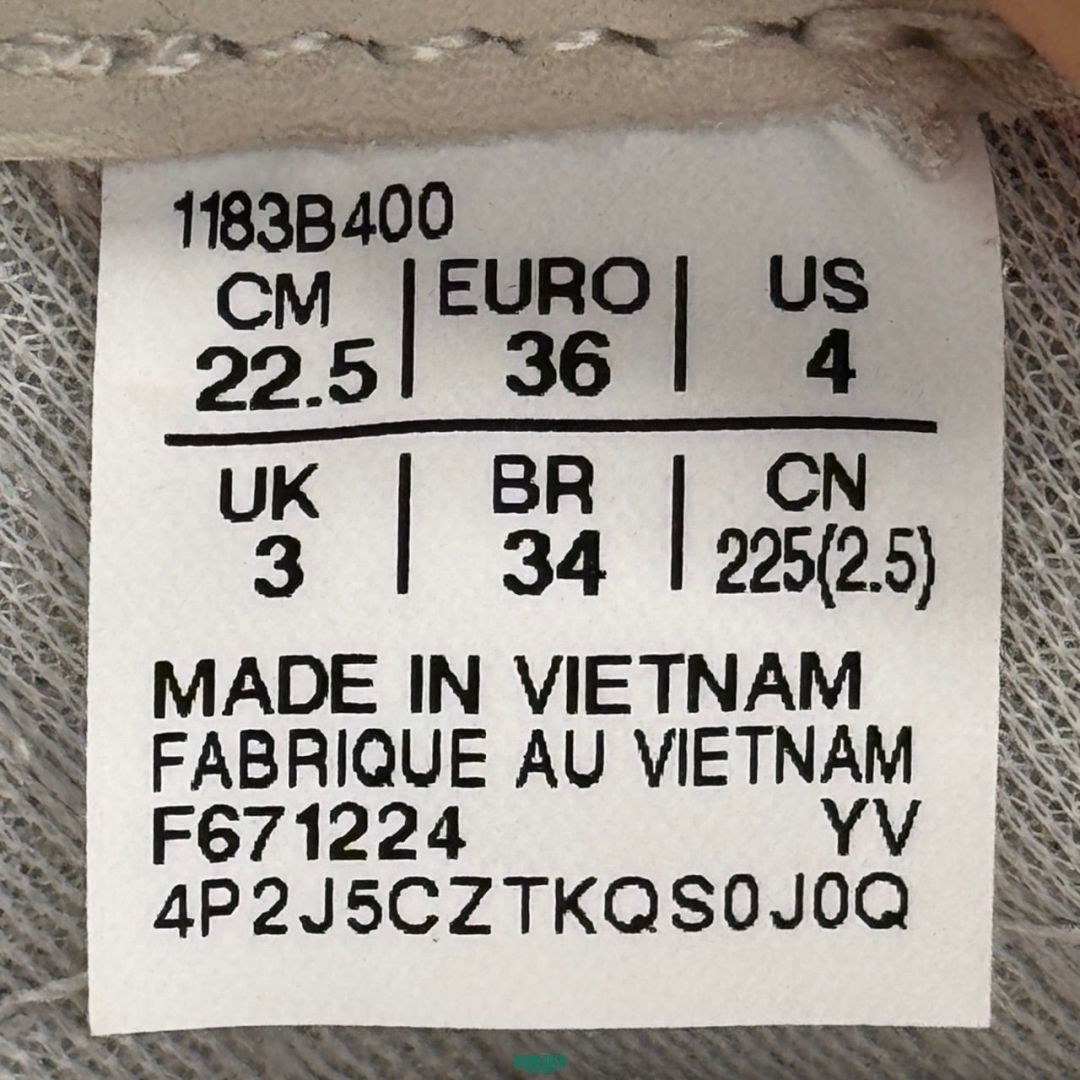 1183B400
CM | EURO | US
22.5 | 36 | 4
UK | BR | CN
3 | 34 | 225(2.5)
MADE IN VIETNAM
FABRIQUE AU VIETNAM
F671224 YV
4P2J5CZTKQS0J0Q